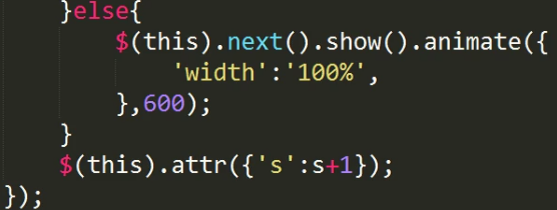 }else{
$(this).next().show().animate({
'width':'100%',
},600);
}
$(this).attr({'s':s+1});
});